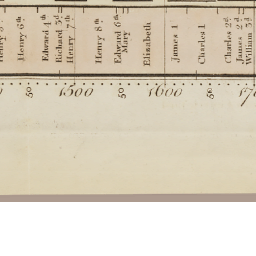 Henry 6th
Edward 4th
Richard 3d
Henry 7th
Henry 8th
Edward 6th
Mary
Elizabeth
James 1
Charles 1
Charles 2d
James 2d
William 3d
50 1500 50 1600 50